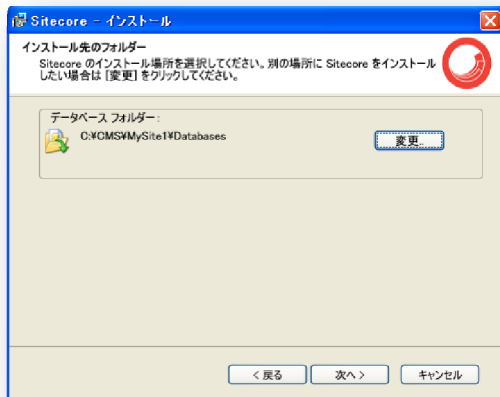 Sitecore - インストール
インストール先のフォルダー
Sitecore のインストール場所を選択してください。別の場所に Sitecore をインストール
したい場合は [変更] をクリックしてください。
データベース フォルダー:
C:¥CMS¥MySite1¥Databases
変更...
< 戻る
次へ >
キャンセル